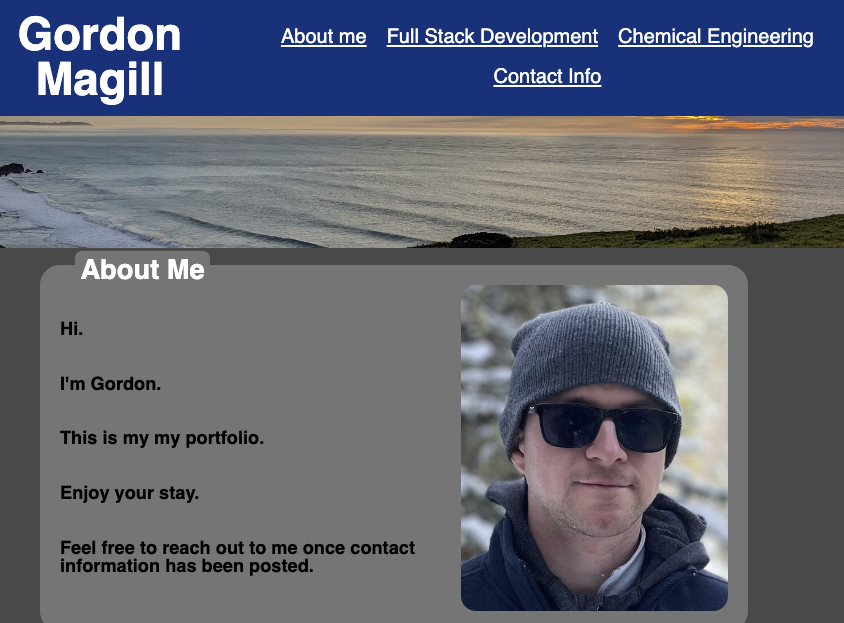 Gordon
Magill
About me Full Stack Development Chemical Engineering
Contact Info
About Me
Hi.
I'm Gordon.
This is my my portfolio.
Enjoy your stay.
Feel free to reach out to me once contact
information has been posted.